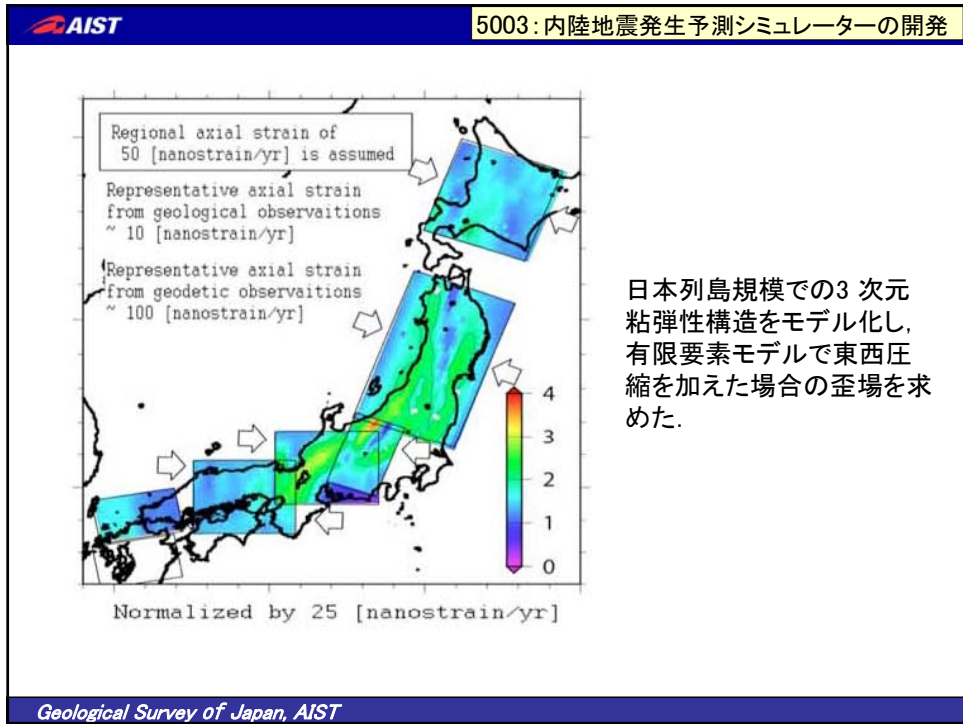 AIST
5003:内陸地震発生予測シミュレーターの開発
Regional axial strain of
50 [nanostrain/yr] is assumed
Representative axial strain
from geological observaitions
~ 10 [nanostrain/yr]
Representative axial strain
from geodetic observaitions
~ 100 [nanostrain/yr]
4
3
2
1
0
Normalized by 25 [nanostrain/yr]
日本列島規模での3 次元
粘弾性構造をモデル化し,
有限要素モデルで東西圧
縮を加えた場合の歪場を求
めた.
Geological Survey of Japan, AIST